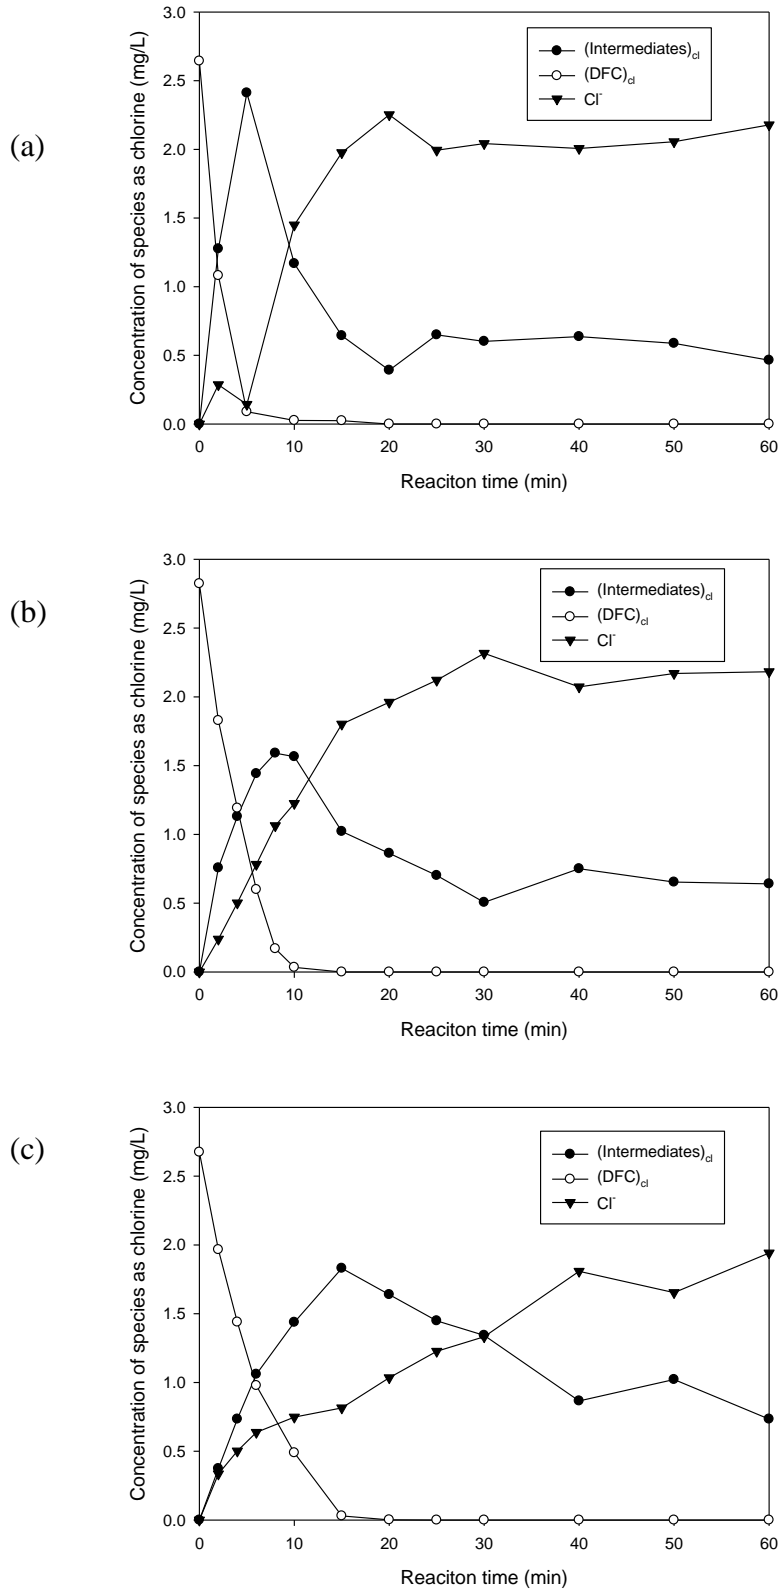 (a)
Concentration of species as chlorine (mg/L)
3.0
2.5
2.0
1.5
1.0
0.5
0.0
(Intermediates)cl
(DFC)cl
Cl-
0 10 20 30 40 50 60
Reaciton time (min)
(b)
Concentration of species as chlorine (mg/L)
3.0
2.5
2.0
1.5
1.0
0.5
0.0
(Intermediates)cl
(DFC)cl
Cl-
0 10 20 30 40 50 60
Reaciton time (min)
(c)
Concentration of species as chlorine (mg/L)
3.0
2.5
2.0
1.5
1.0
0.5
0.0
(Intermediates)cl
(DFC)cl
Cl-
0 10 20 30 40 50 60
Reaciton time (min)